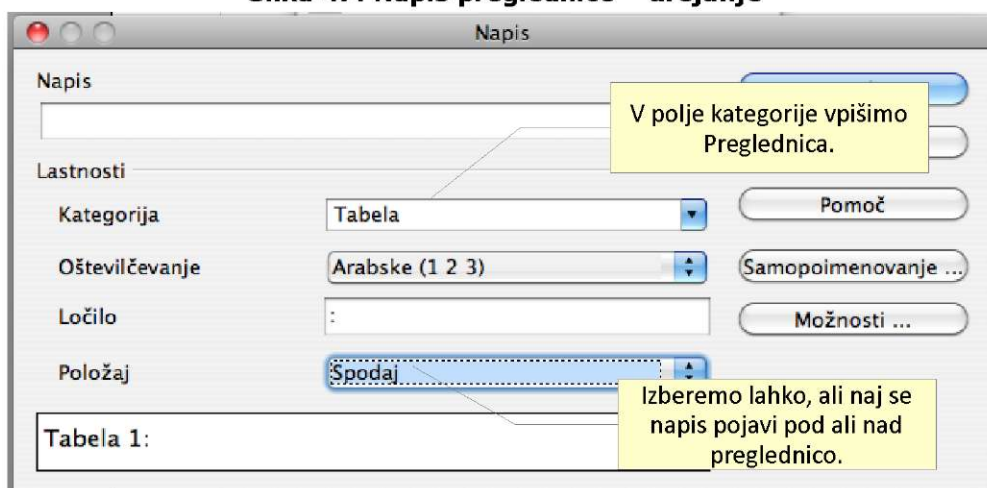 Napis
Napis
V polje kategorije vpišimo
Preglednica.
Lastnosti
Kategorija
Tabela
Pomoč
Oštevilčevanje
Arabske (1 2 3)
Samopoimenovanje ...
Ločilo
:
Možnosti ...
Položaj
Spodaj
Izberemo lahko, ali naj se
napis pojavi pod ali nad
preglednico.
Tabela 1: